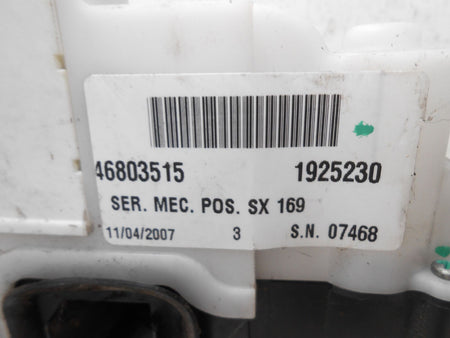 46803515 1925230
SER. MEC. POS. SX 169
11/04/2007 3 S.N. 07468